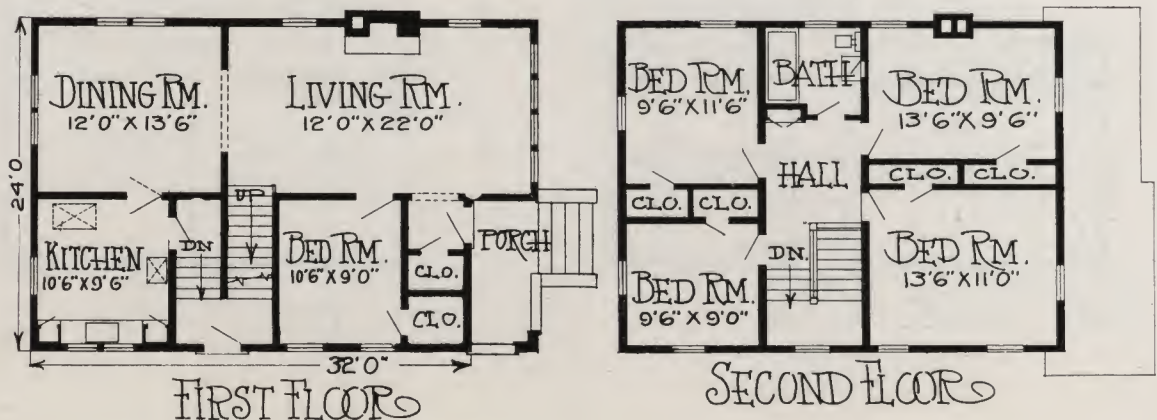 DINING RM.
12'0" X 13'6"
LIVING RM.
12'0" X 22'0"
24'0
UP
DN
KITCHEN
10'6" X 9'6"
BED RM.
10'6" X 9'0"
CLO.
CLO.
PORCH
32'0"
FIRST FLOOR
BED RM.
9'6" X 11'6"
BATH
BED RM.
13'6" X 9'6"
HALL
CLO.
CLO.
CLO.
CLO.
BED RM.
9'6" X 9'0"
DN.
BED RM.
13'6" X 11'0"
SECOND FLOOR